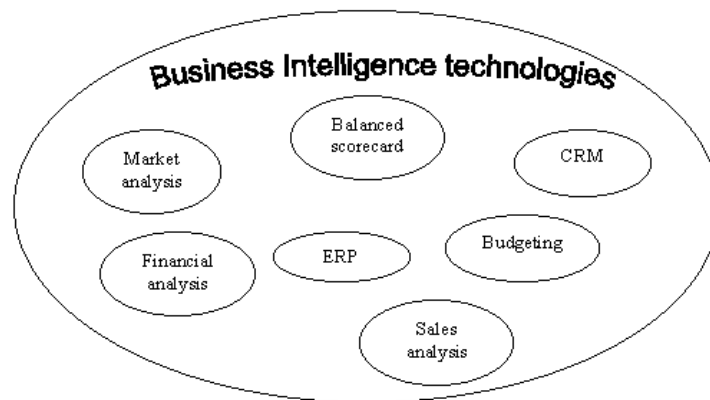 Business Intelligence technologies
Balanced
scorecard
Market
analysis
CRM
Financial
analysis
ERP
Budgeting
Sales
analysis